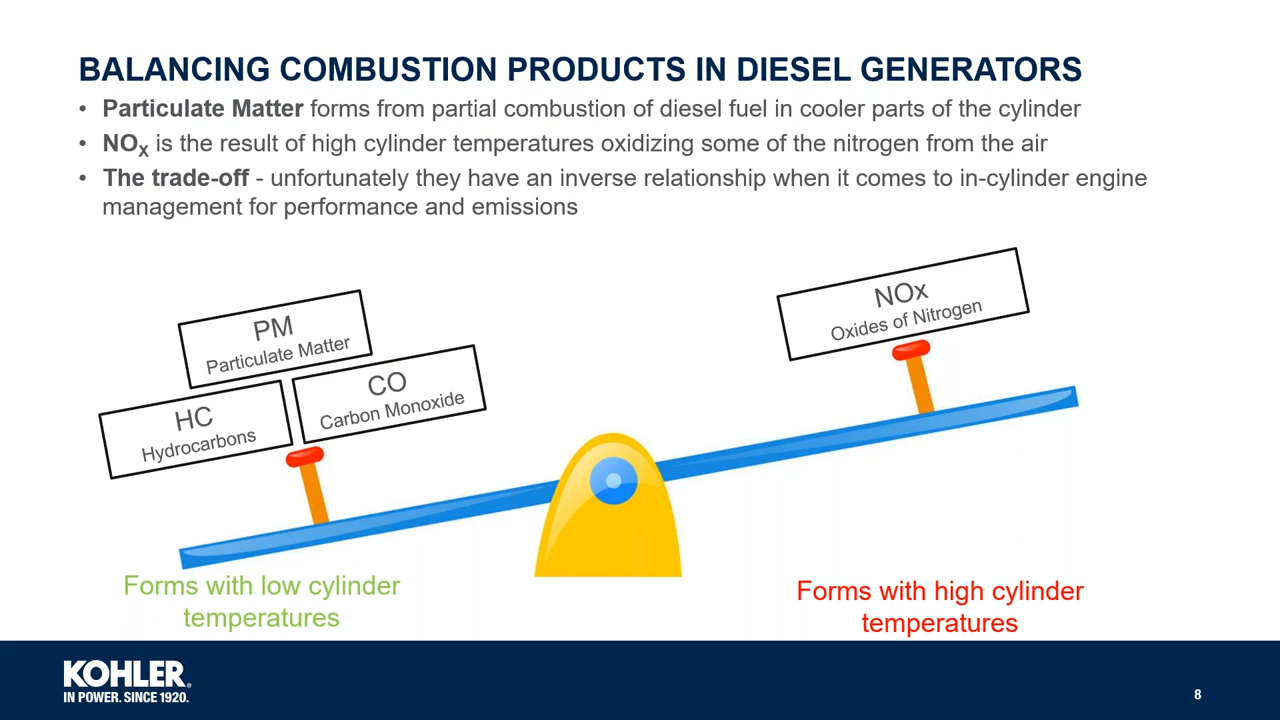 BALANCING COMBUSTION PRODUCTS IN DIESEL GENERATORS
• Particulate Matter forms from partial combustion of diesel fuel in cooler parts of the cylinder
• NOX is the result of high cylinder temperatures oxidizing some of the nitrogen from the air
• The trade-off - unfortunately they have an inverse relationship when it comes to in-cylinder engine
management for performance and emissions
PM
Particulate Matter
HC
Hydrocarbons
CO
Carbon Monoxide
NOx
Oxides of Nitrogen
Forms with low cylinder
temperatures
Forms with high cylinder
temperatures
KOHLER®
IN POWER. SINCE 1920.
8